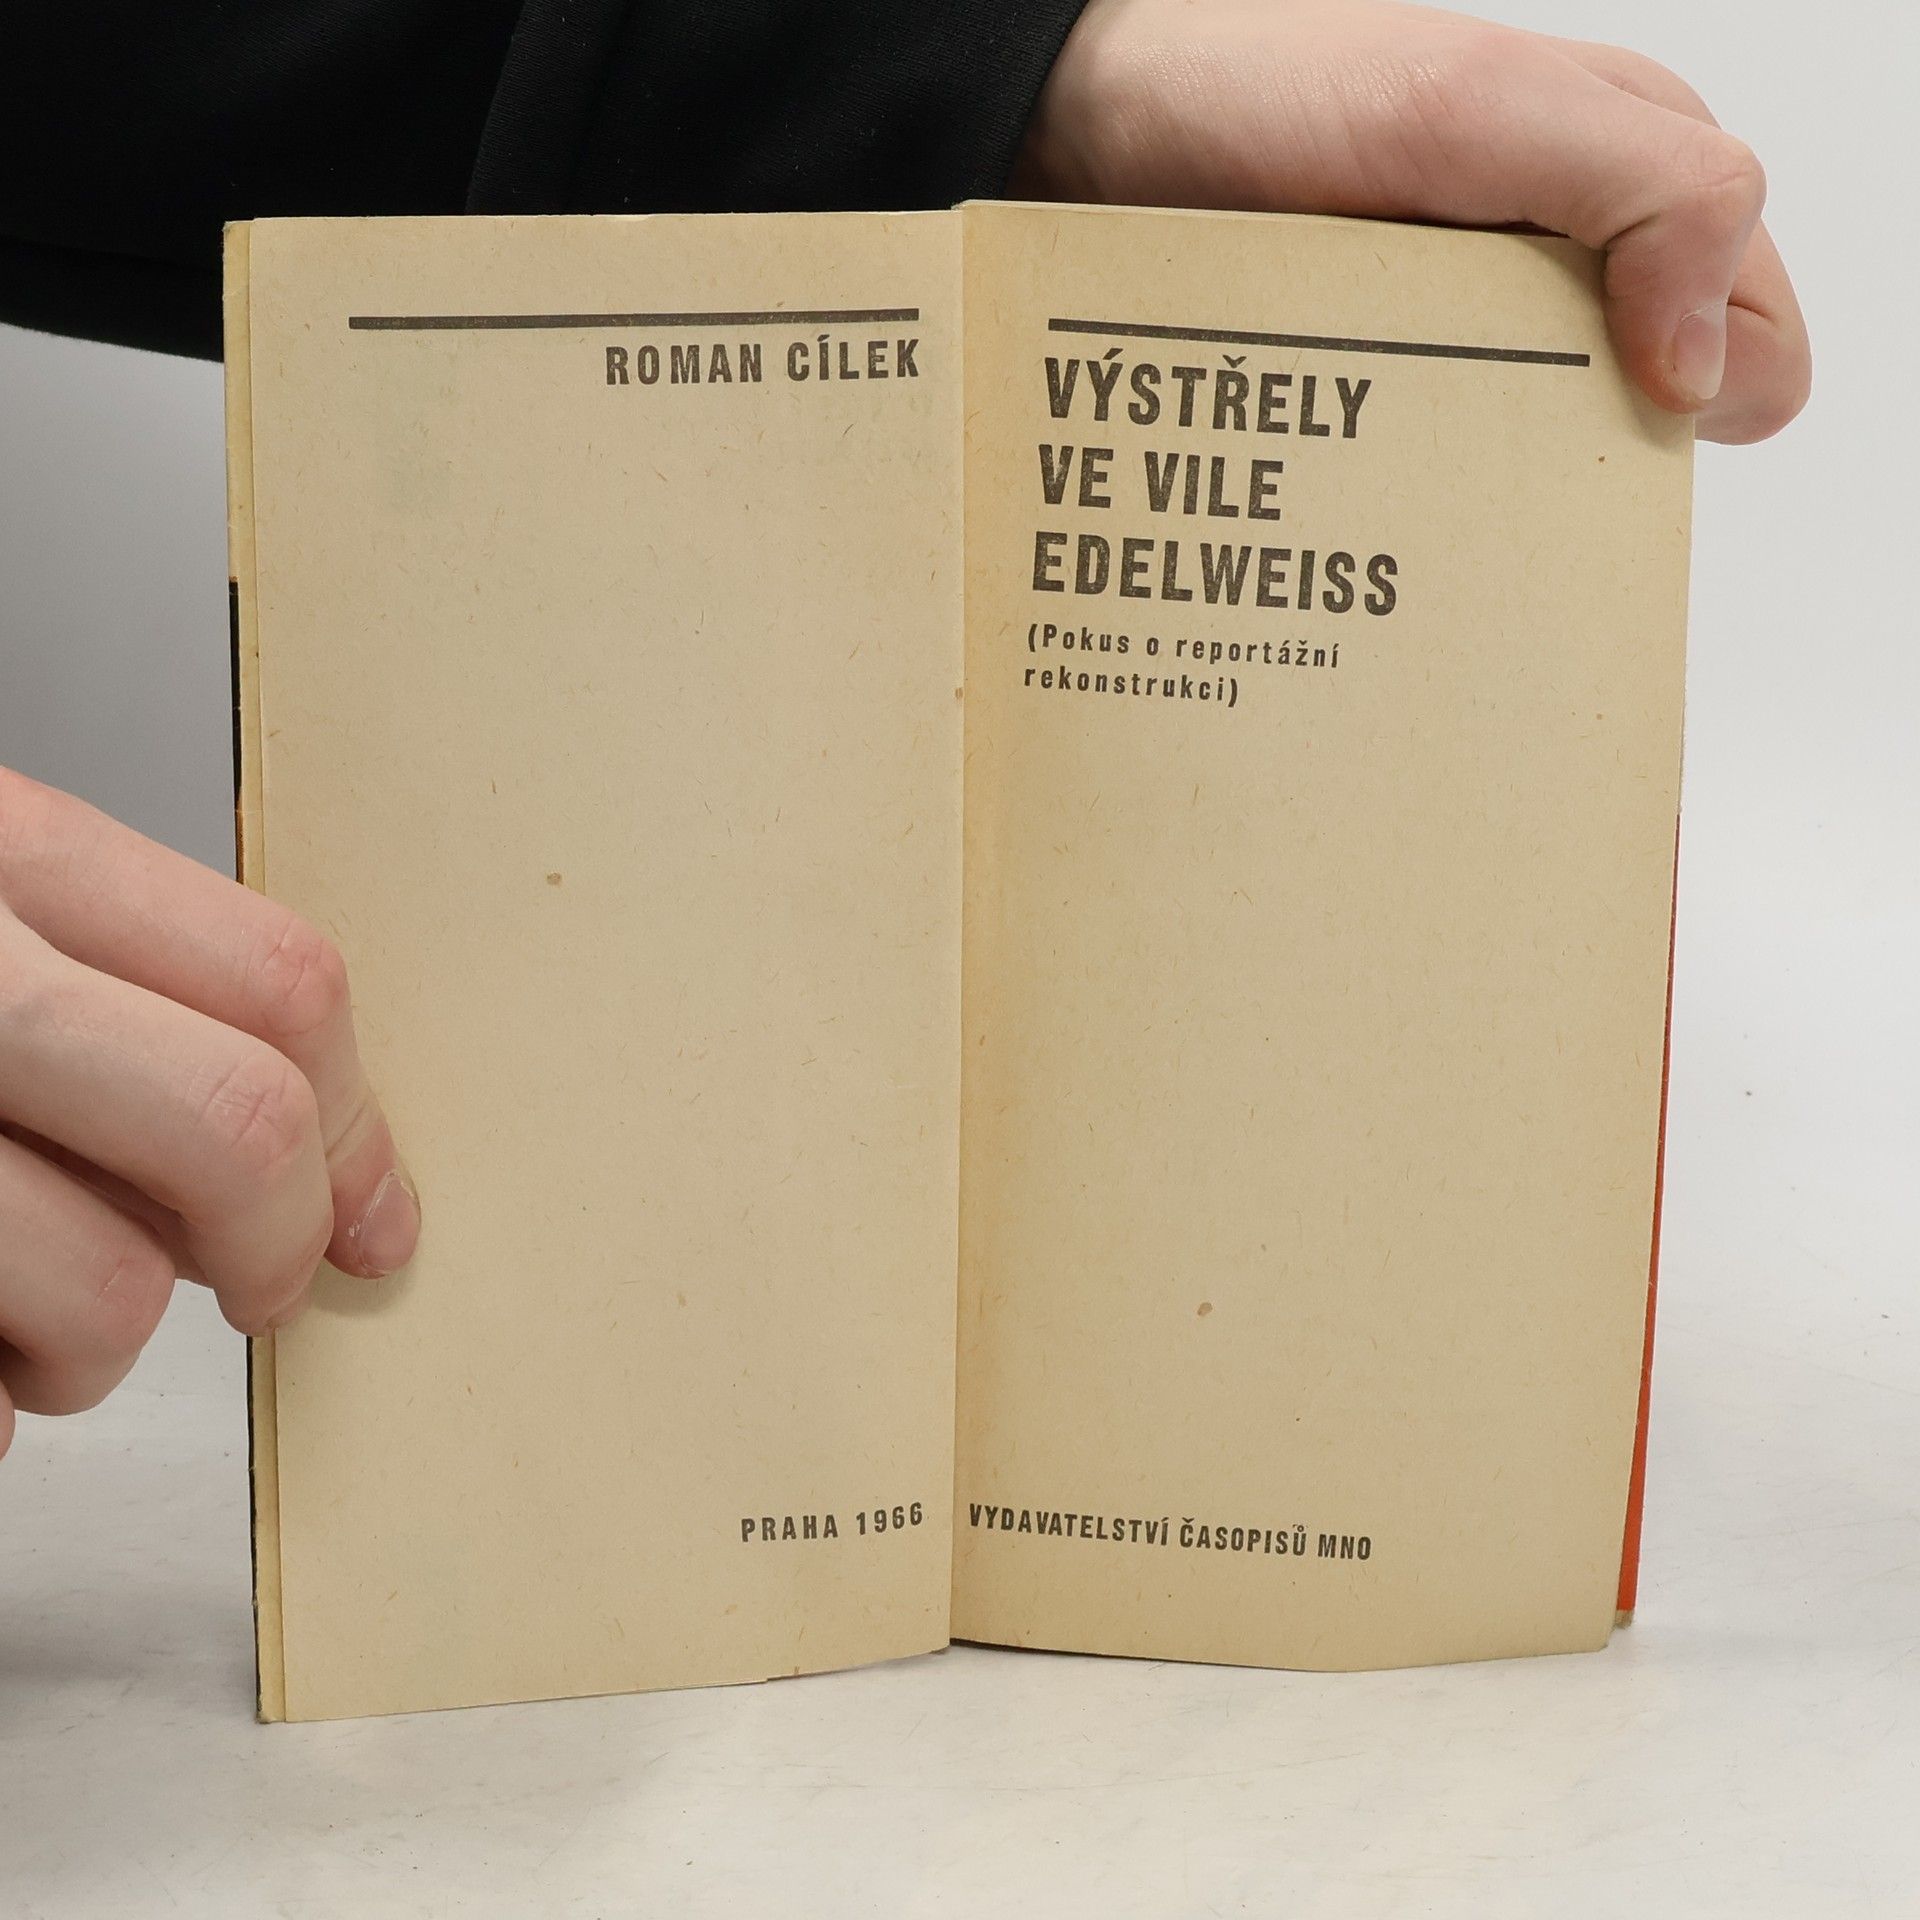 ROMAN CÍLEK
PRAHA 1966
VÝSTŘELY
VE VILE
EDELWEISS
(Pokus o reportážní
rekonstrukci)
VYDAVATELSTVÍ ČASOPISŮ MNO